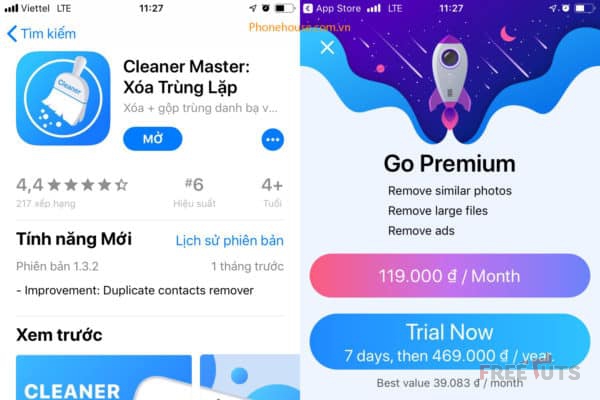 Viettel LTE 11:27
Phonehouse.com.vn
Tìm kiếm
Cleaner Master:
Xóa Trùng Lặp
Xóa + gộp trùng danh bạ v...
MỞ
4,4
217 xếp hạng
#6
Hiệu suất
4+
Tuổi
Tính năng Mới
Lịch sử phiên bản
Phiên bản 1.3.2
1 tháng trước
- Improvement: Duplicate contacts remover
Xem trước
CLEANER
App Store LTE 11:27
Go Premium
Remove similar photos
Remove large files
Remove ads
119.000 ₫ / Month
Trial Now
7 days, then 469.000 ₫ / year.
Best value 39.083 ₫ / month
FREETUTS